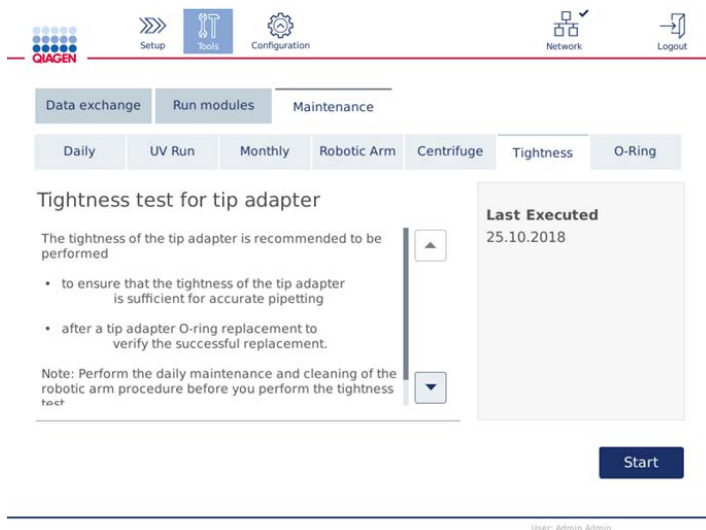 Setup
Tools
Configuration
Network
Logout
QIAGEN
Data exchange
Run modules
Maintenance
Daily
UV Run
Monthly
Robotic Arm
Centrifuge
Tightness
O-Ring
Tightness test for tip adapter
The tightness of the tip adapter is recommended to be
performed
• to ensure that the tightness of the tip adapter
is sufficient for accurate pipetting
• after a tip adapter O-ring replacement to
verify the successful replacement.
Note: Perform the daily maintenance and cleaning of the
robotic arm procedure before you perform the tightness
test
Last Executed
25.10.2018
Start
User: Admin Admin